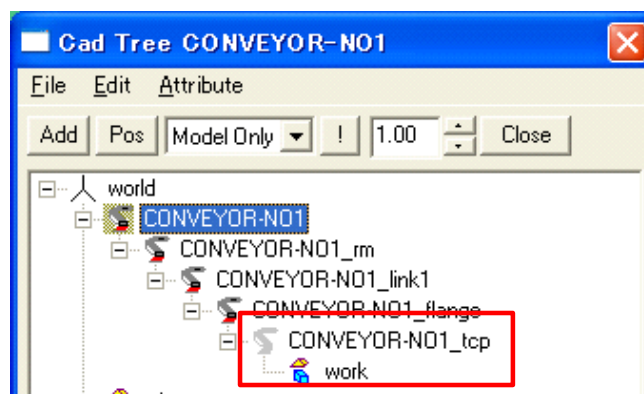 Cad Tree CONVEYOR-NO1
File Edit Attribute
Add Pos Model Only ! 1.00 Close
world
CONVEYOR-NO1
CONVEYOR-NO1_rm
CONVEYOR-NO1_link1
CONVEYOR-NO1_flange
CONVEYOR-NO1_tcp
work